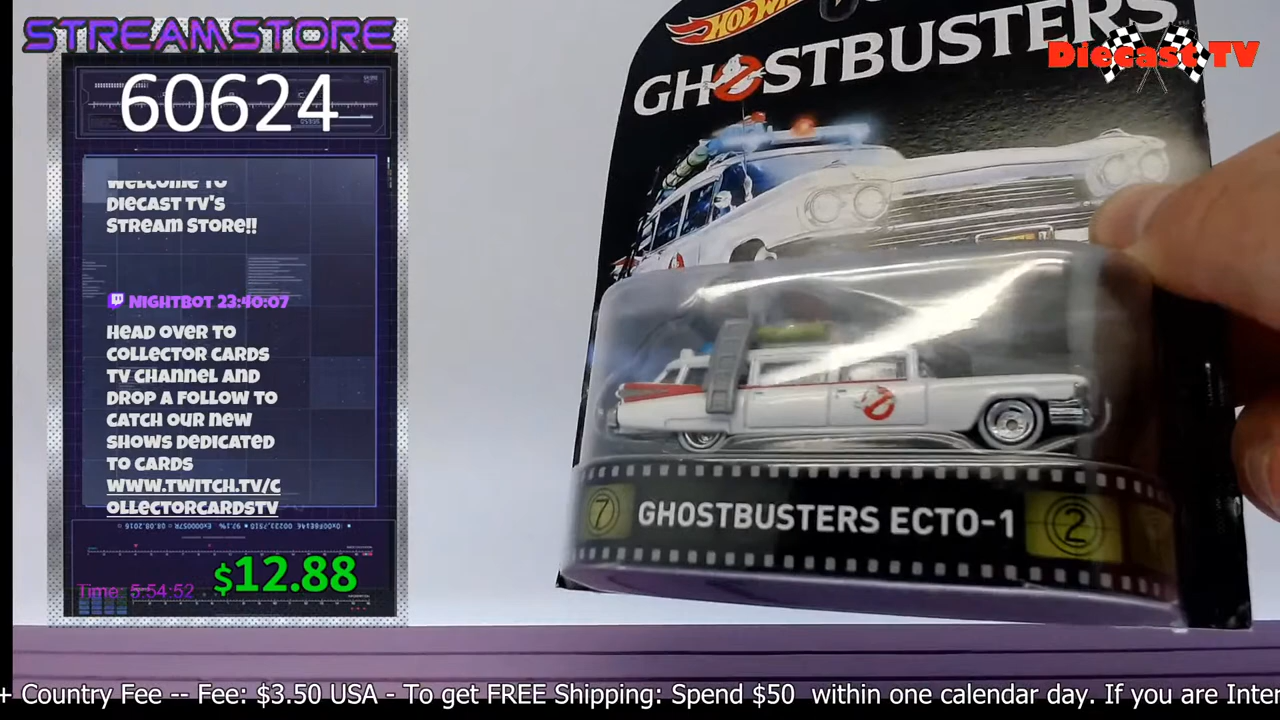 STREAMSTORE
60624
WELCOME TO
DIECAST TV'S
STREAM STORE!!
NIGHTBOT 23:40:07
HEAD OVER TO
COLLECTOR CARDS
TV CHANNEL AND
DROP A FOLLOW TO
CATCH OUR NEW
SHOWS DEDICATED
TO CARDS
WWW.TWITCH.TV/C
OLLECTORCARDSTV
Time: 5:54:52
$12.88
HOT WHEELS
GHOSTBUSTERS
Diecast TV
7
GHOSTBUSTERS ECTO-1
2
+ Country Fee -- Fee: $3.50 USA - To get FREE Shipping: Spend $50 within one calendar day. If you are Inter